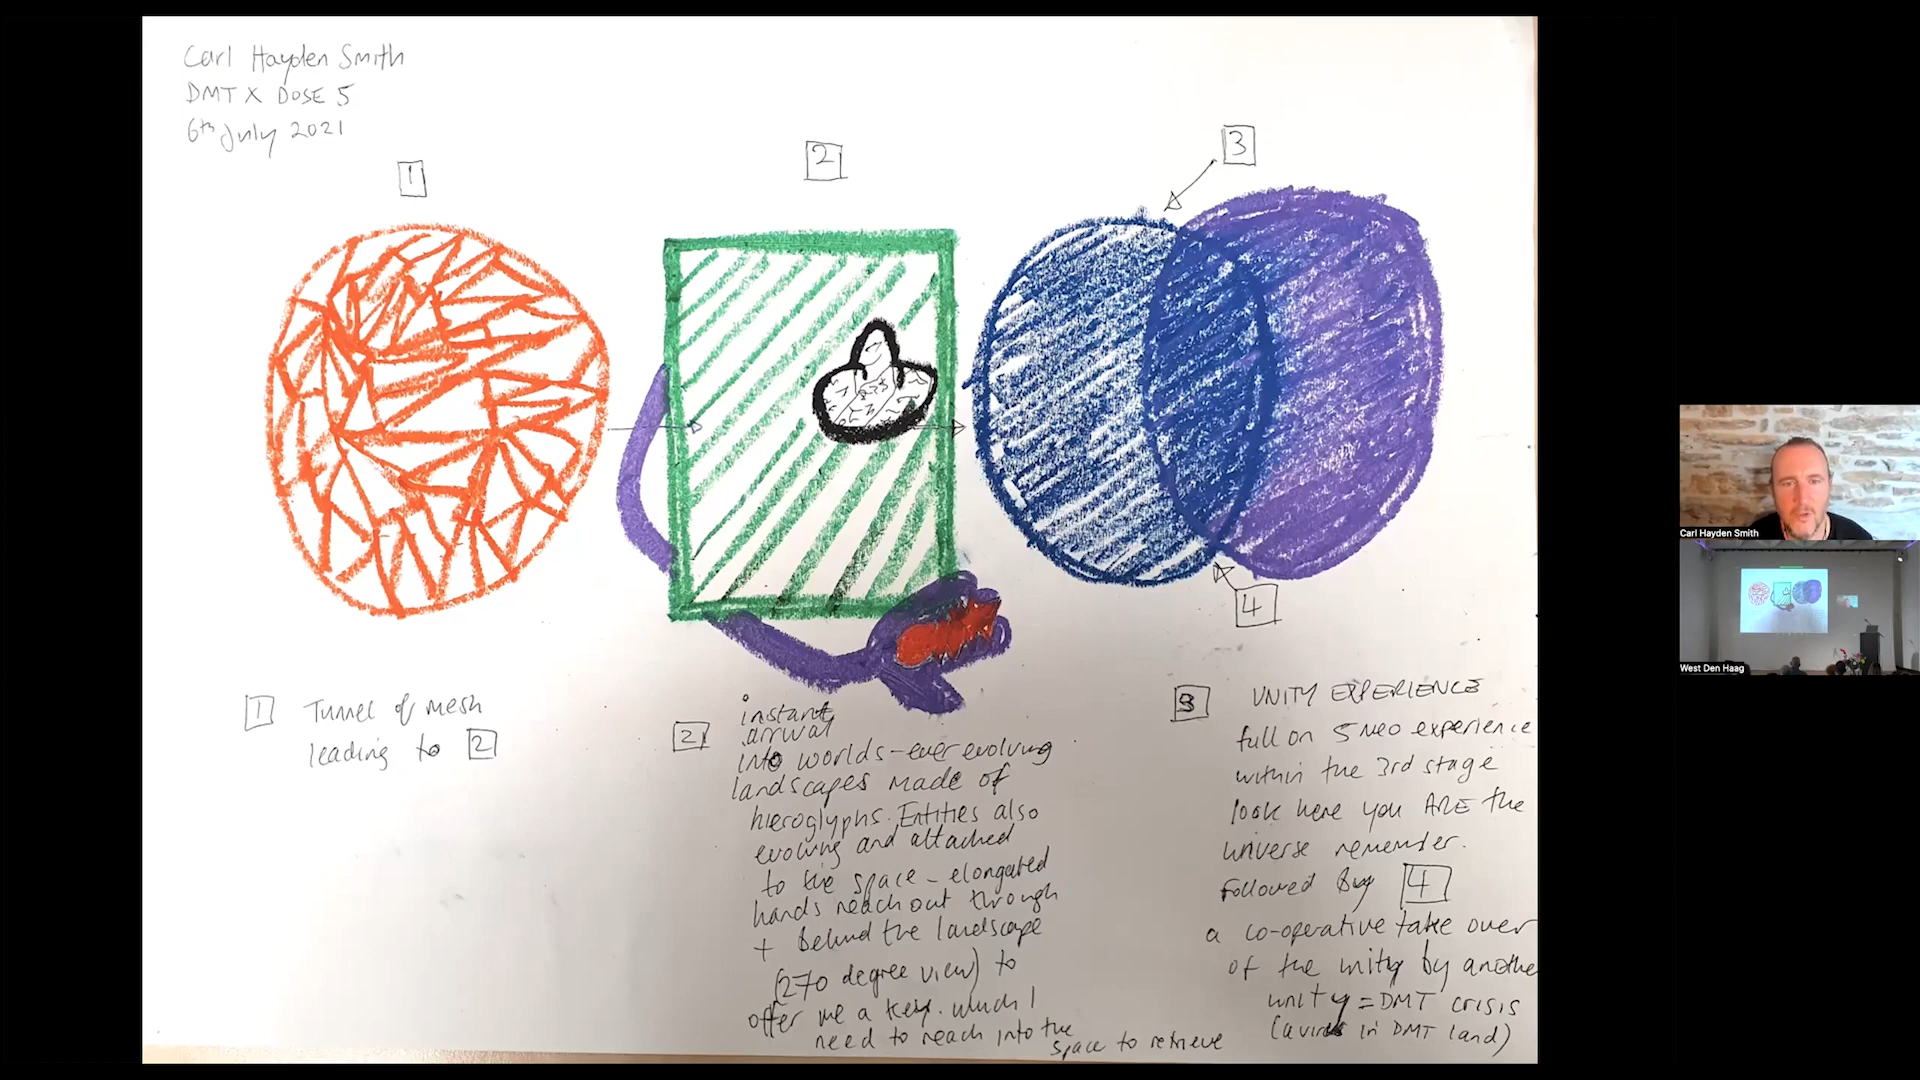 Carl Hayden Smith
DMT X DOSE 5
6th July 2021
1
2
3
4
1 Tunnel of mesh
leading to 2
2 instant
arrival
into worlds - ever evolving
landscapes made of
hieroglyphs. Entities also
evolving and attached
to the space - elongated
hands reach out through
+ behind the landscape
(270 degree view) to
offer me a key. which I
need to reach into the
space to retrieve
3 UNITY EXPERIENCE
full on 5 MEO experience
within the 3rd stage
look here you ARE the
universe remember.
Followed by 4
a co-operative take over
of the unity by another
unity = DMT crisis
(a virus in DMT land)
Carl Hayden Smith
West Den Haag